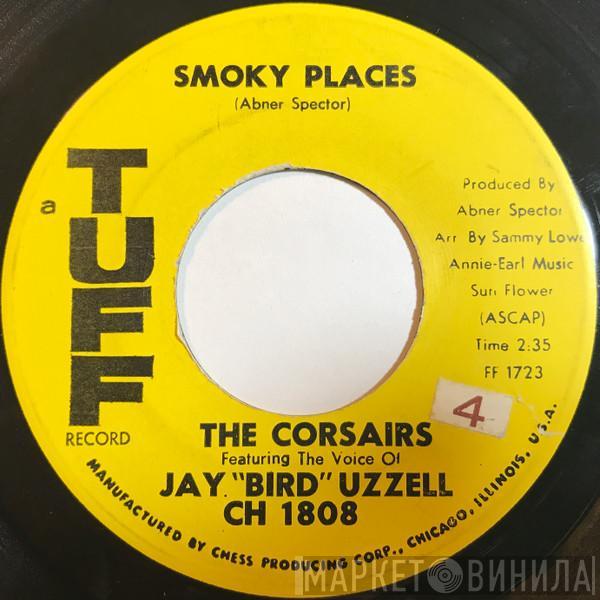 SMOKY PLACES
(Abner Spector)
a
TUFF
RECORD
Produced By
Abner Spector
Arr By Sammy Lowe
Annie-Earl Music
Sun Flower
(ASCAP)
Time 2:35
FF 1723
4
THE CORSAIRS
Featuring The Voice Of
JAY "BIRD" UZZELL
CH 1808
MANUFACTURED BY CHESS PRODUCING CORP., CHICAGO, ILLINOIS, U.S.A.
МАРКЕТ ВИНИЛА